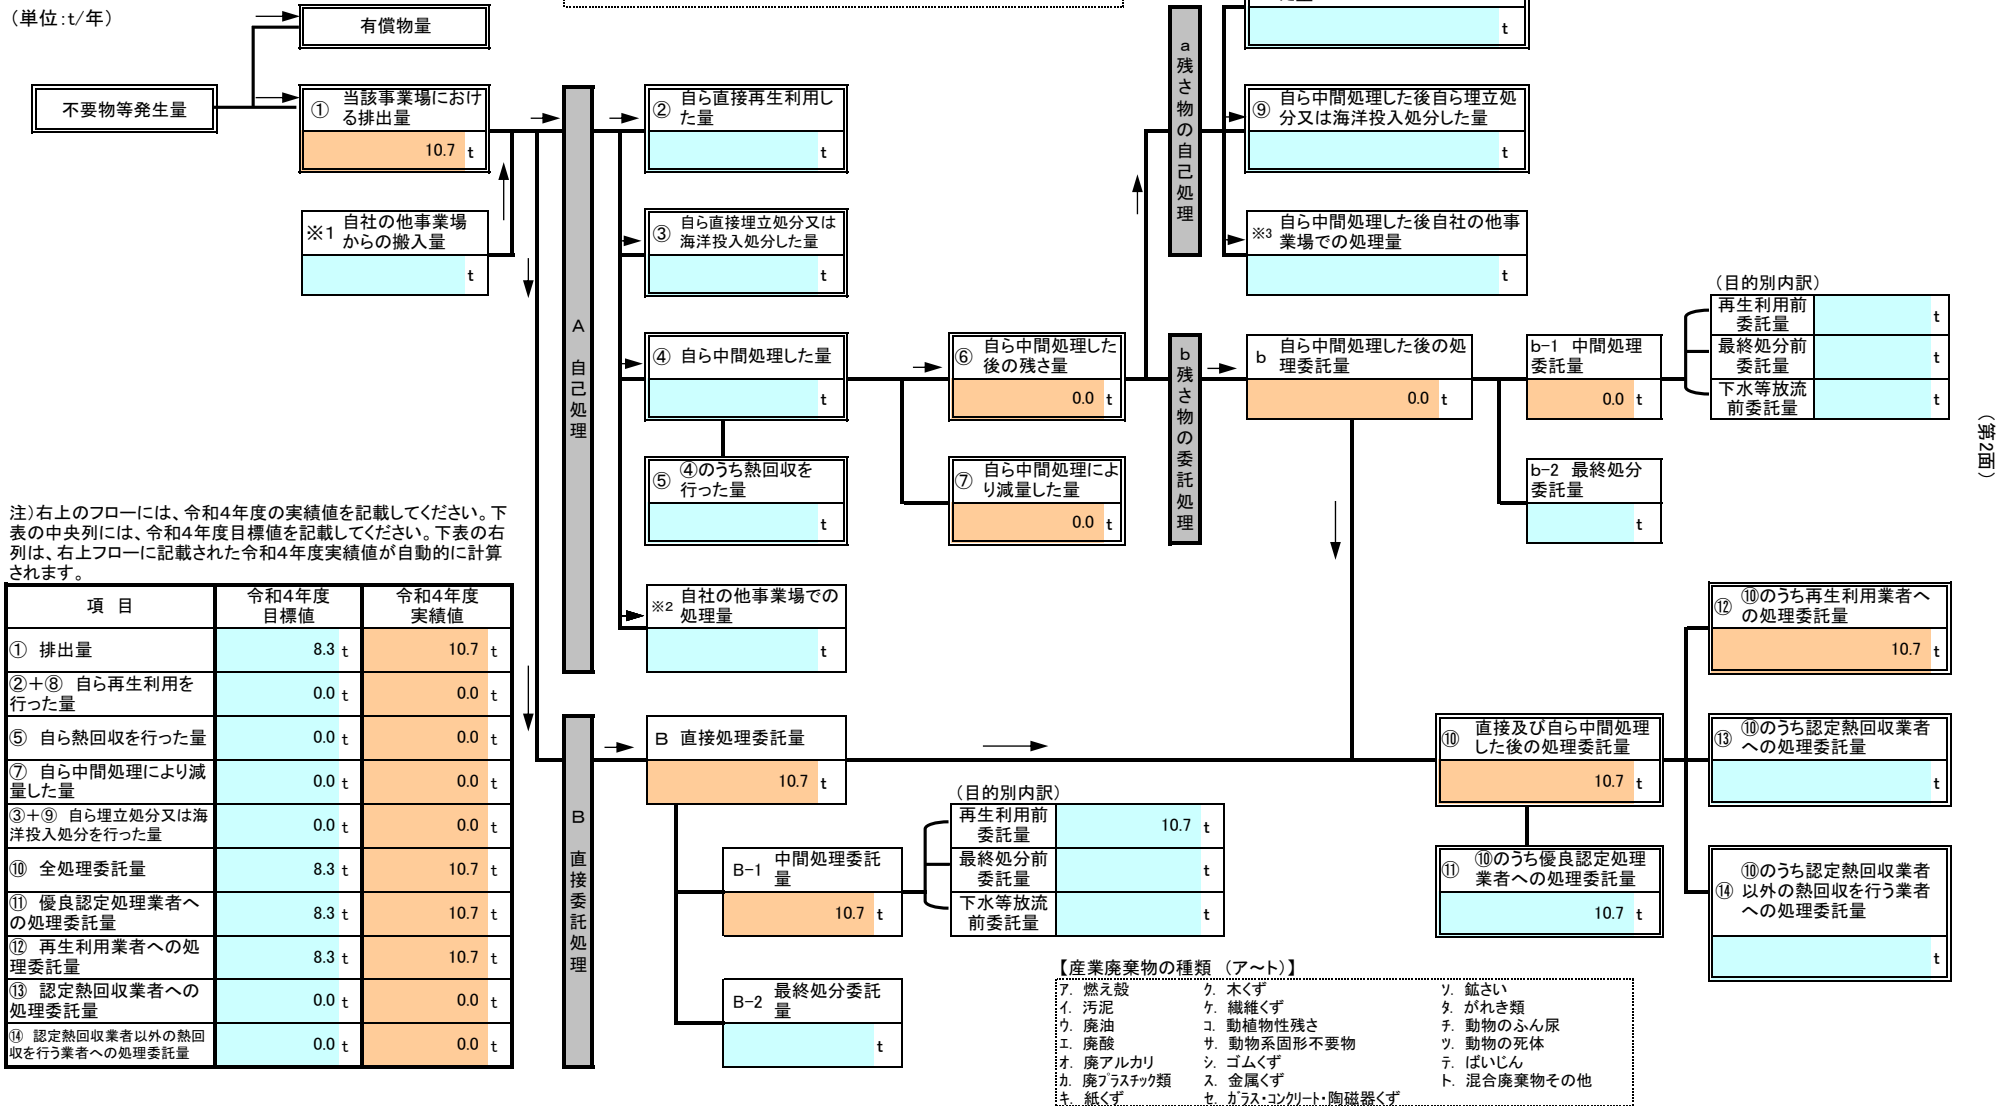 (単位:t/年)
有償物量
不要物等発生量
① 当該事業場におけ
る排出量
10.7 t
※1 自社の他事業場
からの搬入量
t
A 自己処理
② 自ら直接再生利用し
た量
t
③ 自ら直接埋立処分又は
海洋投入処分した量
t
④ 自ら中間処理した量
t
⑤ ④のうち熱回収を
行った量
t
※2 自社の他事業場での
処理量
t
⑥ 自ら中間処理した
後の残さ量
0.0 t
⑦ 自ら中間処理によ
り減量した量
0.0 t
a残さ物の自己処理
t
⑨ 自ら中間処理した後自ら埋立処
分又は海洋投入処分した量
t
※3 自ら中間処理した後自社の他事
業場での処理量
t
b残さ物の委託処理
b 自ら中間処理した後の処
理委託量
0.0 t
b-1 中間処理
委託量
0.0 t
b-2 最終処分
委託量
t
(目的別内訳)
再生利用前
委託量 t
最終処分前
委託量 t
下水等放流
前委託量 t
(第2面)
注)右上のフローには、令和4年度の実績値を記載してください。下
表の中央列には、令和4年度目標値を記載してください。下表の右
列は、右上フローに記載された令和4年度実績値が自動的に計算
されます。
項 目 令和4年度 令和4年度
目標値 実績値
① 排出量 8.3 t 10.7 t
②+⑧ 自ら再生利用を
行った量 0.0 t 0.0 t
⑤ 自ら熱回収を行った量 0.0 t 0.0 t
⑦ 自ら中間処理により減
量した量 0.0 t 0.0 t
③+⑨ 自ら埋立処分又は海
洋投入処分を行った量 0.0 t 0.0 t
⑩ 全処理委託量 8.3 t 10.7 t
⑪ 優良認定処理業者へ
の処理委託量 8.3 t 10.7 t
⑫ 再生利用業者への処
理委託量 8.3 t 10.7 t
⑬ 認定熱回収業者への
処理委託量 0.0 t 0.0 t
⑭ 認定熱回収業者以外の熱回
収を行う業者への処理委託量 0.0 t 0.0 t
B 直接委託処理
B 直接処理委託量
10.7 t
B-1 中間処理委託
量
10.7 t
B-2 最終処分委託
量
t
(目的別内訳)
再生利用前
委託量 10.7 t
最終処分前
委託量 t
下水等放流
前委託量 t
⑩ 直接及び自ら中間処理
した後の処理委託量
10.7 t
⑪ ⑩のうち優良認定処理
業者への処理委託量
10.7 t
⑫ ⑩のうち再生利用業者へ
の処理委託量
10.7 t
⑬ ⑩のうち認定熱回収業者
への処理委託量
t
⑭ ⑩のうち認定熱回収業者
以外の熱回収を行う業者
への処理委託量
t
【産業廃棄物の種類 (ア~ト)】
ア. 燃え殻 ク. 木くず ソ. 鉱さい
イ. 汚泥 ケ. 繊維くず タ. がれき類
ウ. 廃油 コ. 動植物性残さ チ. 動物のふん尿
エ. 廃酸 サ. 動物系固形不要物 ツ. 動物の死体
オ. 廃アルカリ シ. ゴムくず テ. ばいじん
カ. 廃プラスチック類 ス. 金属くず ト. 混合廃棄物その他
キ. 紙くず セ. ガラス・コンクリート・陶磁器くず